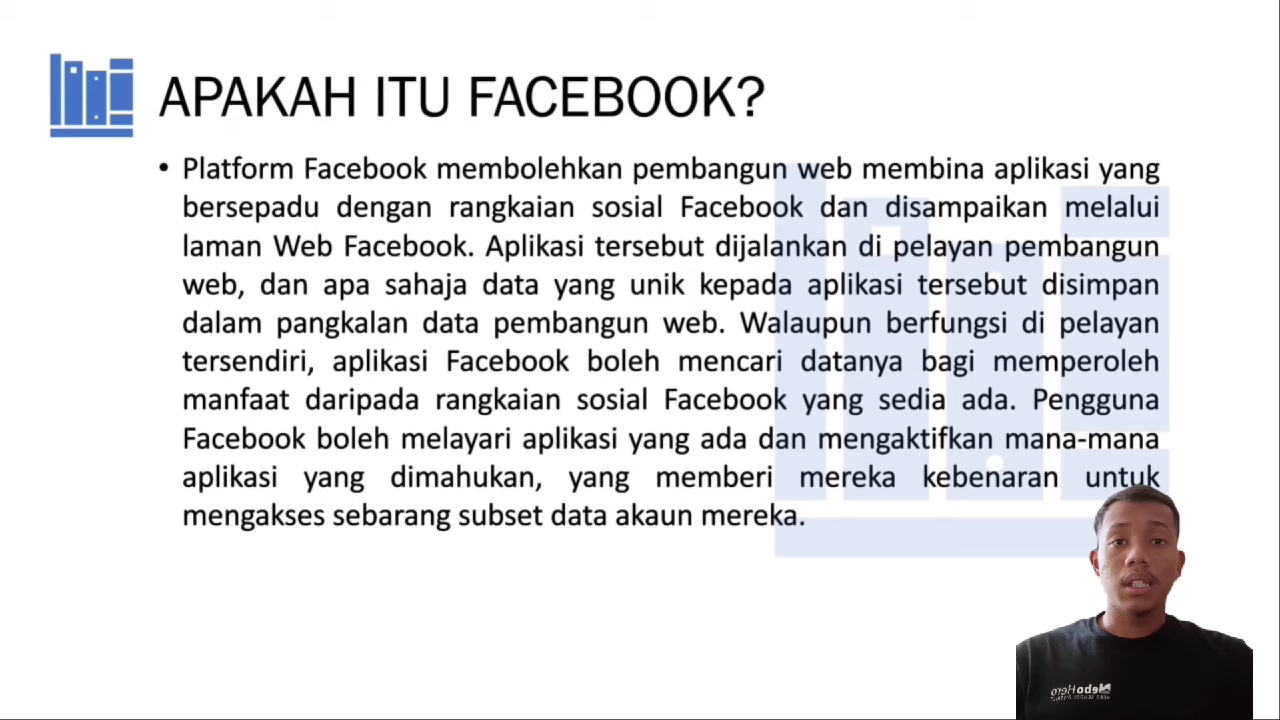 APAKAH ITU FACEBOOK?
• Platform Facebook membolehkan pembangun web membina aplikasi yang
bersepadu dengan rangkaian sosial Facebook dan disampaikan melalui
laman Web Facebook. Aplikasi tersebut dijalankan di pelayan pembangun
web, dan apa sahaja data yang unik kepada aplikasi tersebut disimpan
dalam pangkalan data pembangun web. Walaupun berfungsi di pelayan
tersendiri, aplikasi Facebook boleh mencari datanya bagi memperoleh
manfaat daripada rangkaian sosial Facebook yang sedia ada. Pengguna
Facebook boleh melayari aplikasi yang ada dan mengaktifkan mana-mana
aplikasi yang dimahukan, yang memberi mereka kebenaran untuk
mengakses sebarang subset data akaun mereka.
NeboHero